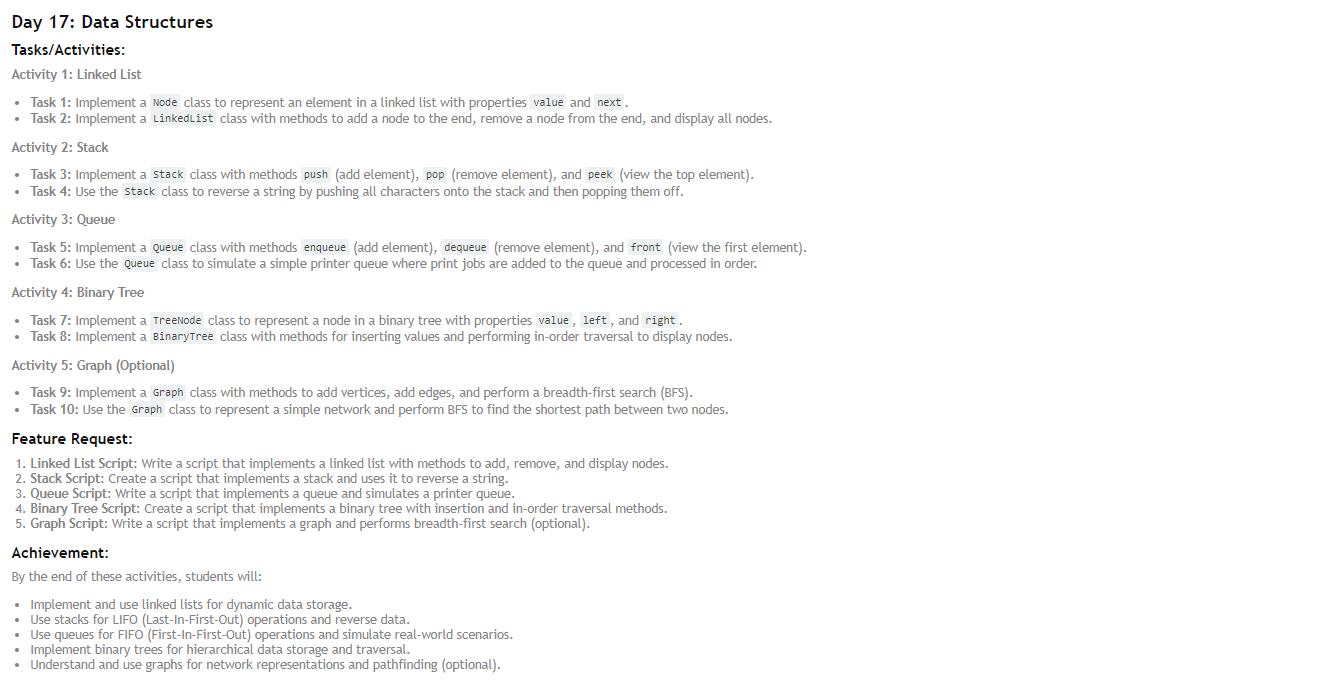 Day 17: Data Structures
Tasks/Activities:
Activity 1: Linked List
• Task 1: Implement a Node class to represent an element in a linked list with properties value and next.
• Task 2: Implement a LinkedList class with methods to add a node to the end, remove a node from the end, and display all nodes.
Activity 2: Stack
• Task 3: Implement a Stack class with methods push (add element), pop (remove element), and peek (view the top element).
• Task 4: Use the Stack class to reverse a string by pushing all characters onto the stack and then popping them off.
Activity 3: Queue
• Task 5: Implement a Queue class with methods enqueue (add element), dequeue (remove element), and front (view the first element).
• Task 6: Use the Queue class to simulate a simple printer queue where print jobs are added to the queue and processed in order.
Activity 4: Binary Tree
• Task 7: Implement a TreeNode class to represent a node in a binary tree with properties value, left, and right.
• Task 8: Implement a BinaryTree class with methods for inserting values and performing in-order traversal to display nodes.
Activity 5: Graph (Optional)
• Task 9: Implement a Graph class with methods to add vertices, add edges, and perform a breadth-first search (BFS).
• Task 10: Use the Graph class to represent a simple network and perform BFS to find the shortest path between two nodes.
Feature Request:
1. Linked List Script: Write a script that implements a linked list with methods to add, remove, and display nodes.
2. Stack Script: Create a script that implements a stack and uses it to reverse a string.
3. Queue Script: Write a script that implements a queue and simulates a printer queue.
4. Binary Tree Script: Create a script that implements a binary tree with insertion and in-order traversal methods.
5. Graph Script: Write a script that implements a graph and performs breadth-first search (optional).
Achievement:
By the end of these activities, students will:
• Implement and use linked lists for dynamic data storage.
• Use stacks for LIFO (Last-In-First-Out) operations and reverse data.
• Use queues for FIFO (First-In-First-Out) operations and simulate real-world scenarios.
• Implement binary trees for hierarchical data storage and traversal.
• Understand and use graphs for network representations and pathfinding (optional).